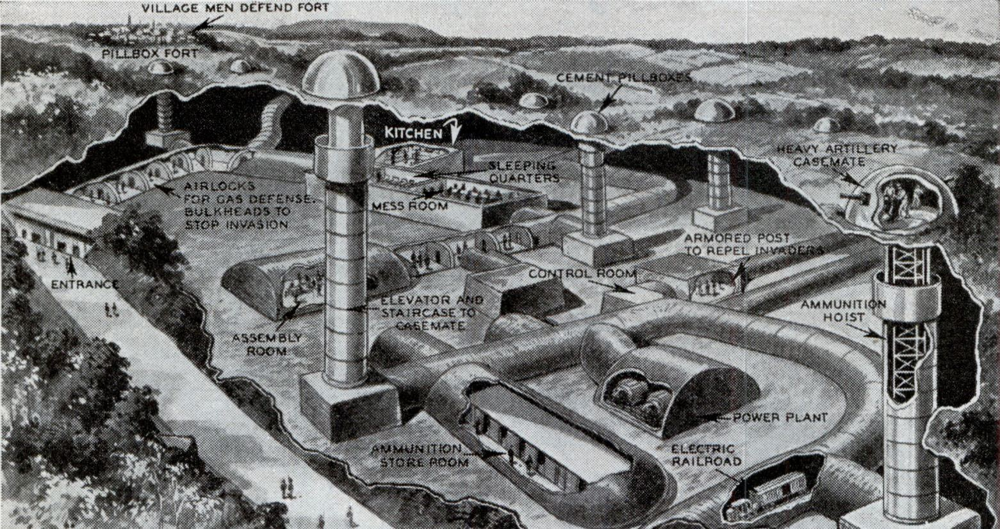 VILLAGE MEN DEFEND FORT
PILLBOX FORT
CEMENT PILLBOXES
KITCHEN
HEAVY ARTILLERY
CASEMATE
SLEEPING
QUARTERS
AIRLOCKS
FOR GAS DEFENSE.
BULKHEADS TO
STOP INVASION
MESS ROOM
ARMORED POST
TO REPEL INVADERS
CONTROL ROOM
ENTRANCE
ELEVATOR AND
STAIRCASE TO
CASEMATE
AMMUNITION
HOIST
ASSEMBLY
ROOM
POWER PLANT
AMMUNITION
STORE ROOM
ELECTRIC
RAILROAD